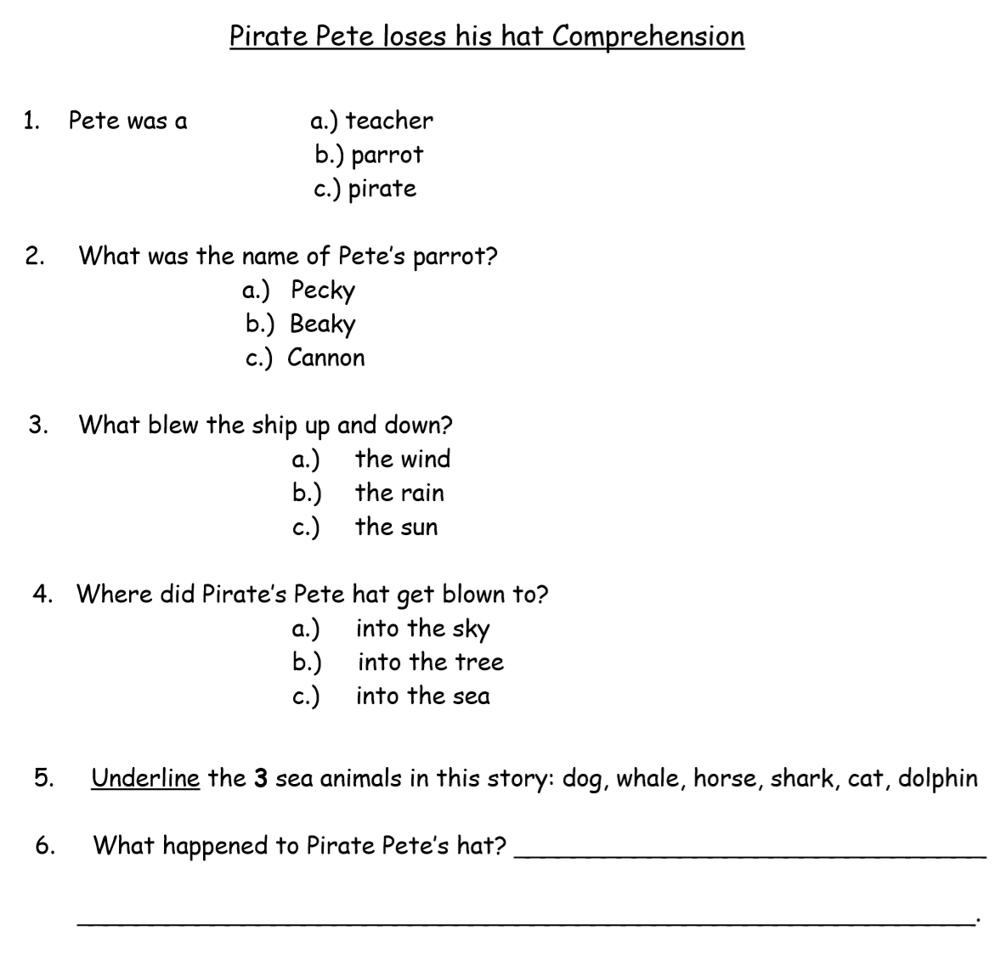 Pirate Pete loses his hat Comprehension
1. Pete was a a.) teacher
b.) parrot
c.) pirate
2. What was the name of Pete's parrot?
a.) Pecky
b.) Beaky
c.) Cannon
3. What blew the ship up and down?
a.) the wind
b.) the rain
c.) the sun
4. Where did Pirate's Pete hat get blown to?
a.) into the sky
b.) into the tree
c.) into the sea
5. Underline the 3 sea animals in this story: dog, whale, horse, shark, cat, dolphin
6. What happened to Pirate Pete's hat? ___________________________________
___________________________________________________________________.